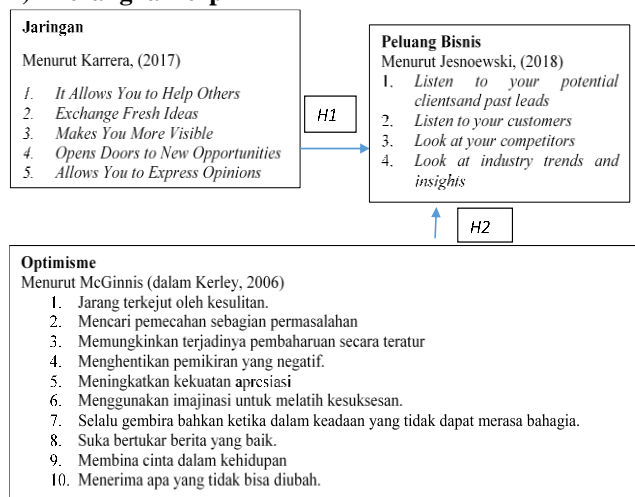 Jaringan
Menurut Karrera, (2017)
1. It Allows You to Help Others
2. Exchange Fresh Ideas
3. Makes You More Visible
4. Opens Doors to New Opportunities
5. Allows You to Express Opinions
H1
Peluang Bisnis
Menurut Jesnoewski, (2018)
1. Listen to your potential
clientsand past leads
2. Listen to your customers
3. Look at your competitors
4. Look at industry trends and
insights
H2
Optimisme
Menurut McGinnis (dalam Kerley, 2006)
1. Jarang terkejut oleh kesulitan.
2. Mencari pemecahan sebagian permasalahan
3. Memungkinkan terjadinya pembaharuan secara teratur
4. Menghentikan pemikiran yang negatif.
5. Meningkatkan kekuatan apresiasi
6. Menggunakan imajinasi untuk melatih kesuksesan.
7. Selalu gembira bahkan ketika dalam keadaan yang tidak dapat merasa bahagia.
8. Suka bertukar berita yang baik.
9. Membina cinta dalam kehidupan
10. Menerima apa yang tidak bisa diubah.